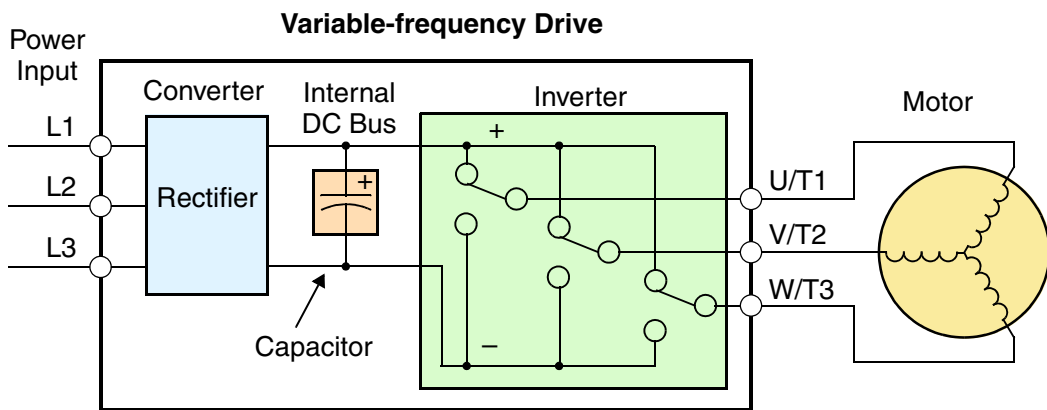 Variable-frequency Drive
Power
Input
Converter
Internal
DC Bus
Inverter
Motor
L1
L2
L3
Rectifier
+
+
–
Capacitor
U/T1
V/T2
W/T3